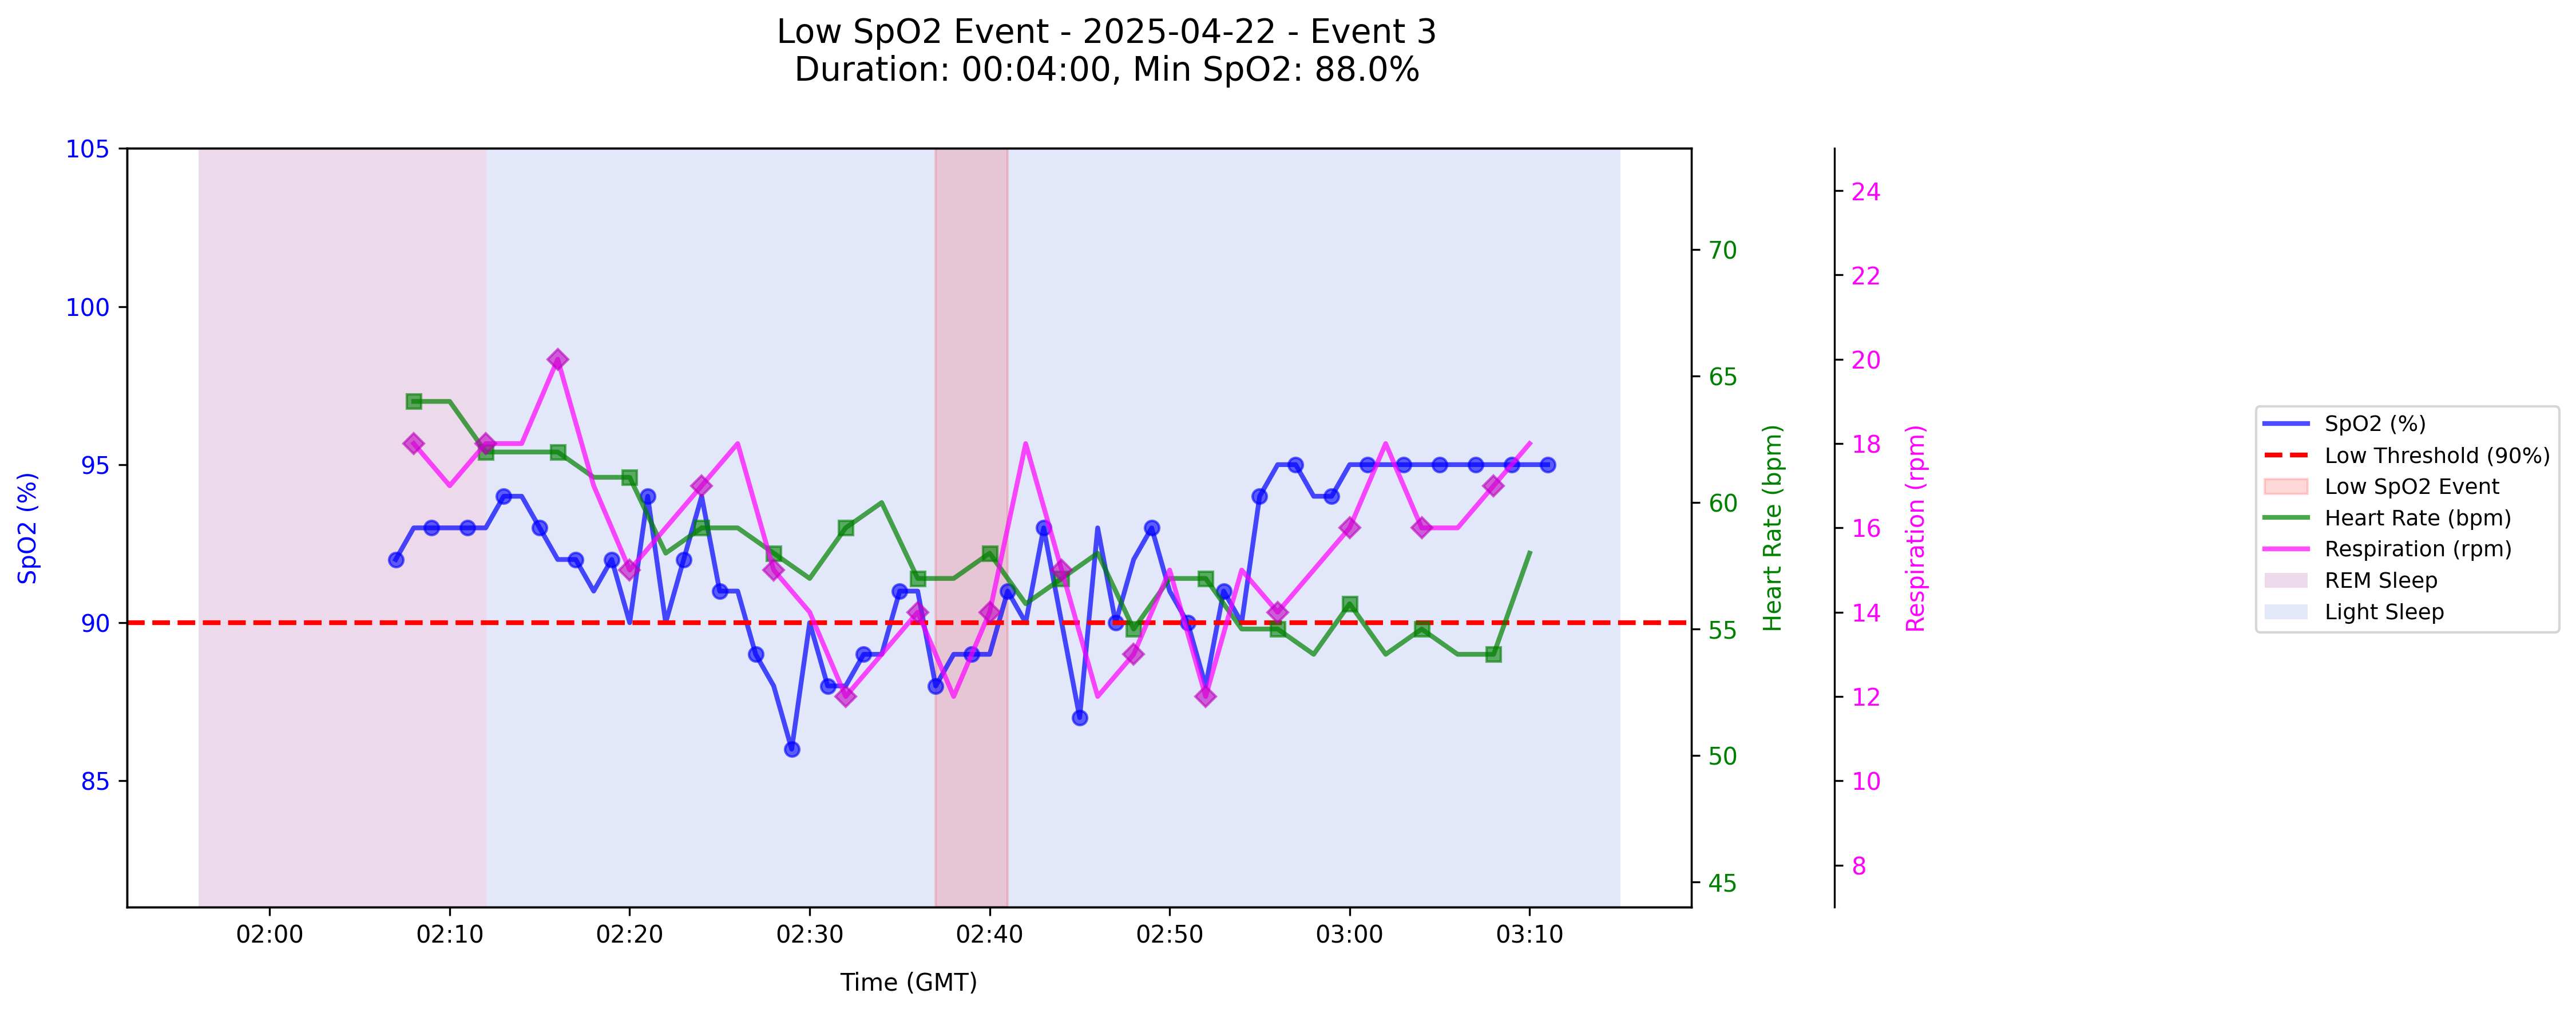 Low SpO2 Event - 2025-04-22 - Event 3
Duration: 00:04:00, Min SpO2: 88.0%
105
100
95
90
85
SpO2 (%)
02:00
02:10
02:20
02:30
02:40
02:50
03:00
03:10
Time (GMT)
70
65
60
55
50
45
Heart Rate (bpm)
24
22
20
18
16
14
12
10
8
Respiration (rpm)
SpO2 (%)
Low Threshold (90%)
Low SpO2 Event
Heart Rate (bpm)
Respiration (rpm)
REM Sleep
Light Sleep